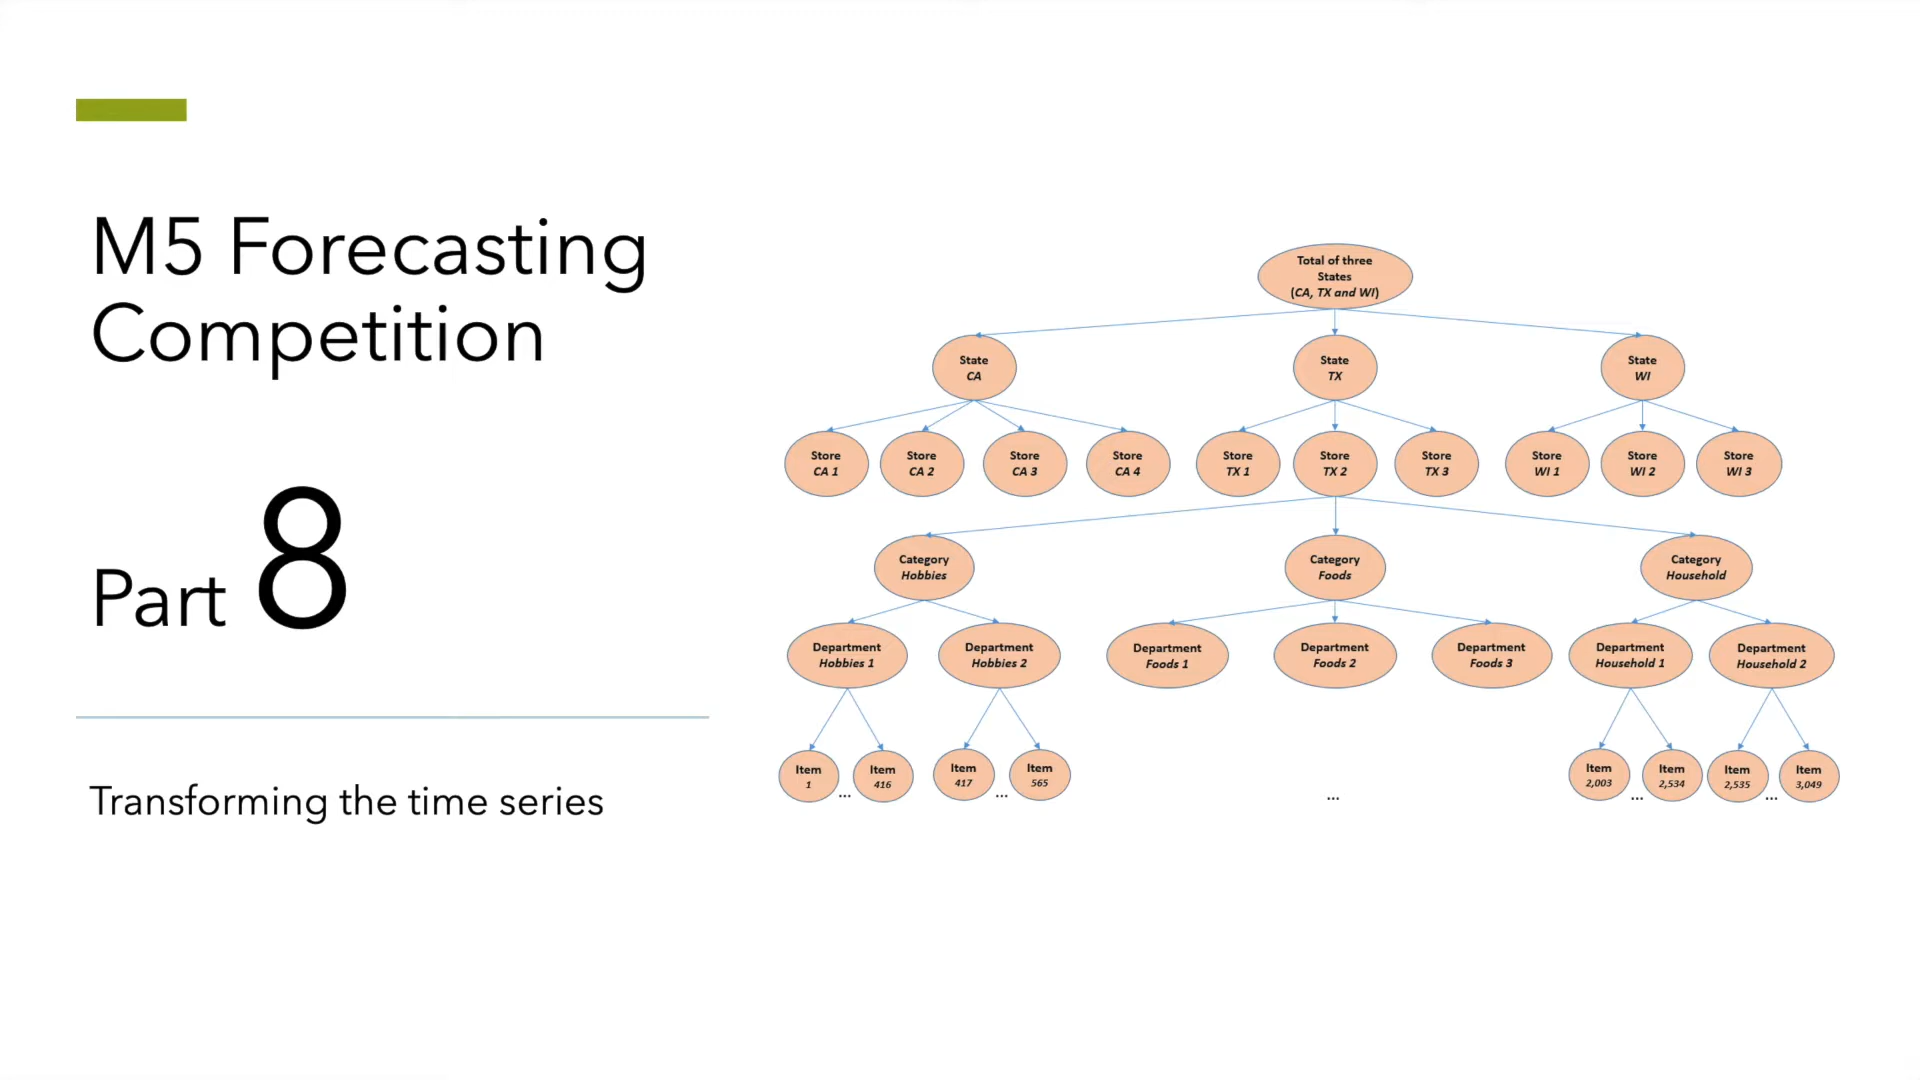 M5 Forecasting
Competition
Part 8
Transforming the time series
Total of three
States
(CA, TX and WI)
State
CA
State
TX
State
WI
Store
CA 1
Store
CA 2
Store
CA 3
Store
CA 4
Store
TX 1
Store
TX 2
Store
TX 3
Store
WI 1
Store
WI 2
Store
WI 3
Category
Hobbies
Category
Foods
Category
Household
Department
Hobbies 1
Department
Hobbies 2
Department
Foods 1
Department
Foods 2
Department
Foods 3
Department
Household 1
Department
Household 2
Item
1
...
Item
416
Item
417
...
Item
565
...
Item
2,003
...
Item
2,534
Item
2,535
...
Item
3,049